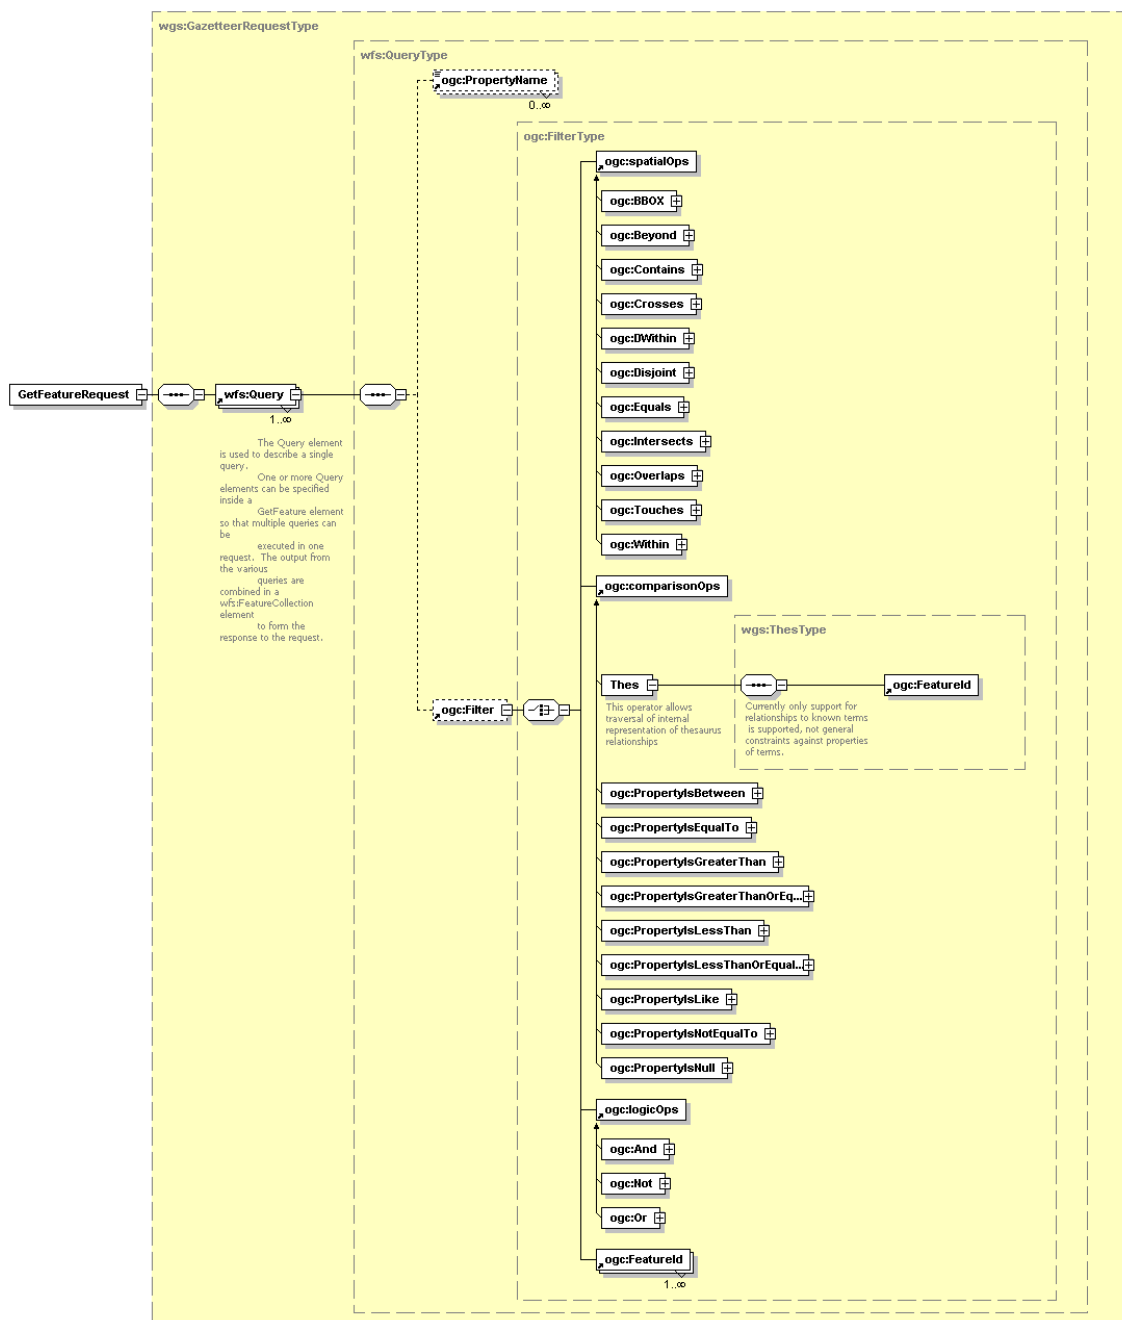 wgs:GazetteerRequestType
wfs:QueryType
ogc:PropertyName
0..∞
ogc:FilterType
ogc:spatialOps
ogc:BBOX
ogc:Beyond
ogc:Contains
ogc:Crosses
ogc:DWithin
ogc:Disjoint
GetFeatureRequest
wfs:Query
1..∞
The Query element
is used to describe a single
query.
One or more Query
elements can be specified
inside a
GetFeature element
so that multiple queries can
be
executed in one
request. The output from
the various
queries are
combined in a
wfs:FeatureCollection
element
to form the
response to the request.
ogc:Equals
ogc:Intersects
ogc:Overlaps
ogc:Touches
ogc:Within
ogc:comparisonOps
wgs:ThesType
Thes
This operator allows
traversal of internal
representation of thesaurus
relationships
ogc:FeatureId
Currently only support for
relationships to known terms
is supported, not general
constraints against properties
of terms.
ogc:Filter
ogc:PropertyIsBetween
ogc:PropertyIsEqualTo
ogc:PropertyIsGreaterThan
ogc:PropertyIsGreaterThanOrEq...
ogc:PropertyIsLessThan
ogc:PropertyIsLessThanOrEqual...
ogc:PropertyIsLike
ogc:PropertyIsNotEqualTo
ogc:PropertyIsNull
ogc:logicOps
ogc:And
ogc:Not
ogc:Or
ogc:FeatureId
1..∞